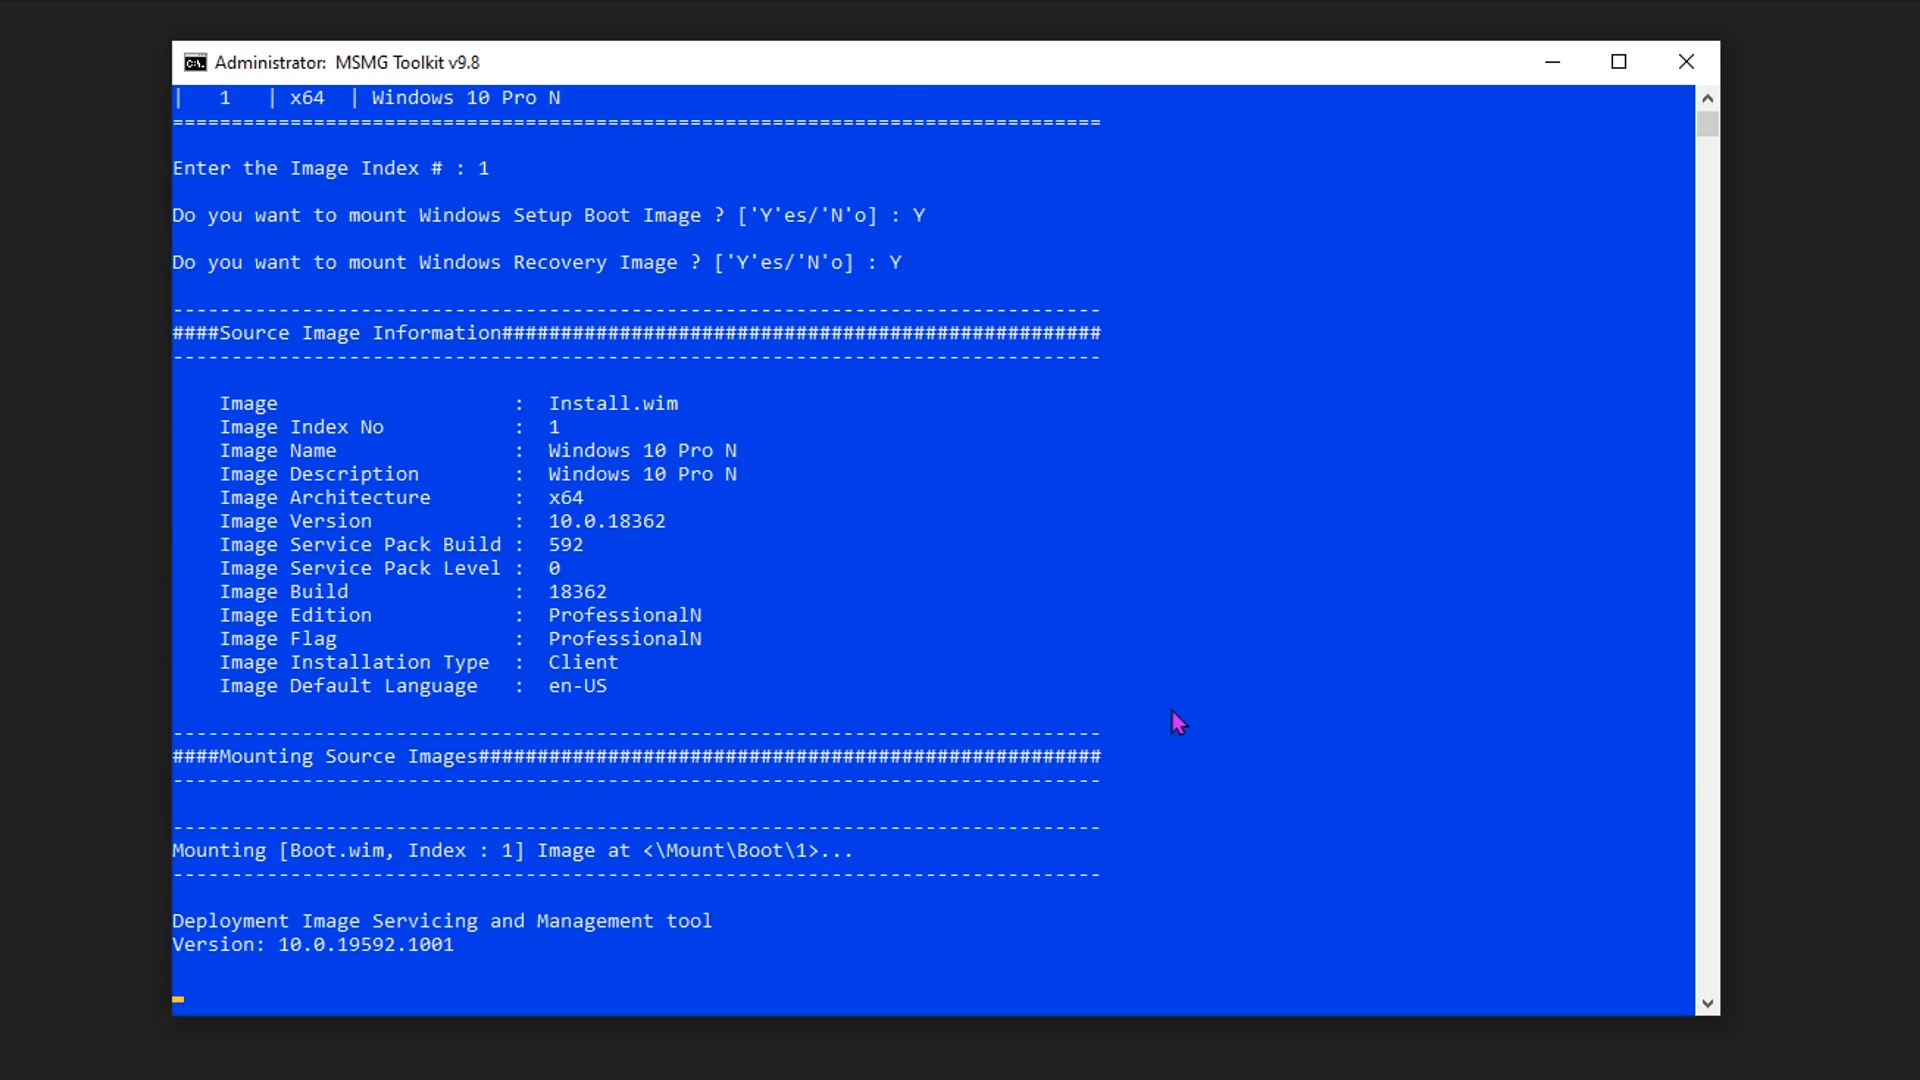 Administrator:  MSMG Toolkit v9.8
|   1   | x64  | Windows 10 Pro N
===============================================================================
Enter the Image Index # : 1
Do you want to mount Windows Setup Boot Image ? ['Y'es/'N'o] : Y
Do you want to mount Windows Recovery Image ? ['Y'es/'N'o] : Y
-------------------------------------------------------------------------------
####Source Image Information###################################################
-------------------------------------------------------------------------------
Image                    :  Install.wim
Image Index No           :  1
Image Name               :  Windows 10 Pro N
Image Description        :  Windows 10 Pro N
Image Architecture       :  x64
Image Version            :  10.0.18362
Image Service Pack Build :  592
Image Service Pack Level :  0
Image Build              :  18362
Image Edition            :  ProfessionalN
Image Flag               :  ProfessionalN
Image Installation Type  :  Client
Image Default Language   :  en-US
-------------------------------------------------------------------------------
####Mounting Source Images#####################################################
-------------------------------------------------------------------------------
-------------------------------------------------------------------------------
Mounting [Boot.wim, Index : 1] Image at <\Mount\Boot\1>...
-------------------------------------------------------------------------------
Deployment Image Servicing and Management tool
Version: 10.0.19592.1001